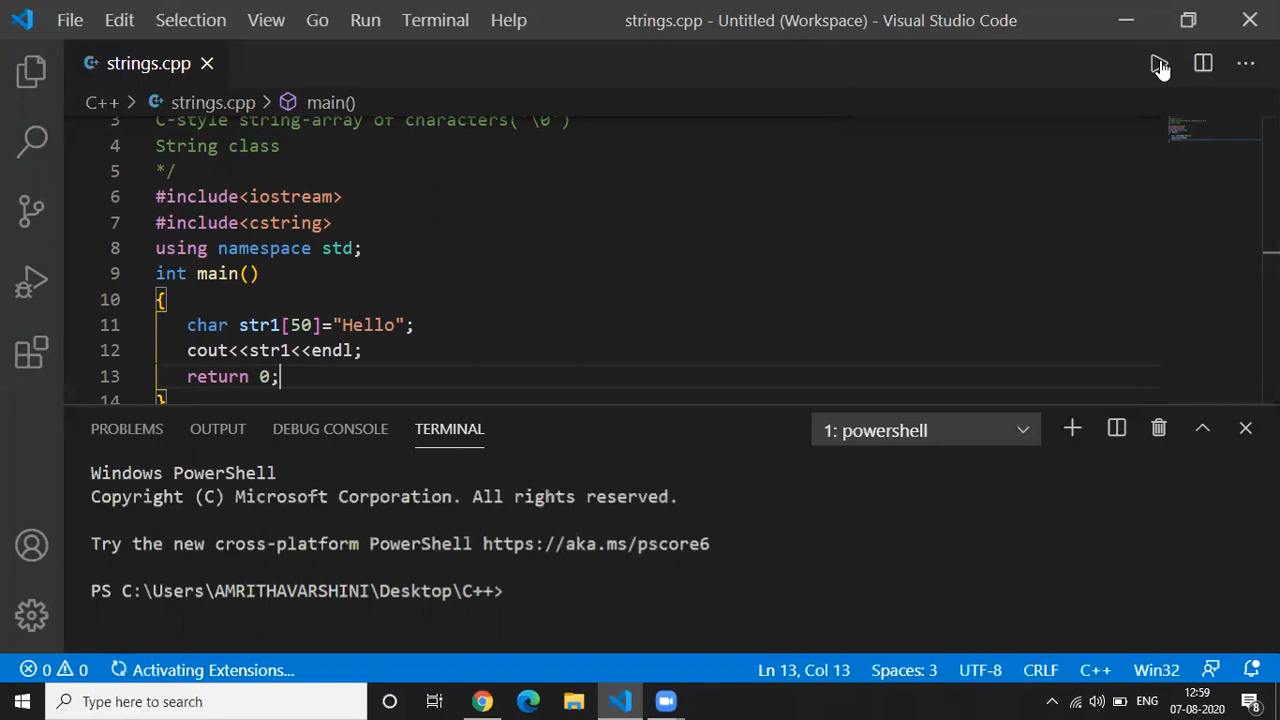 File Edit Selection View Go Run Terminal Help strings.cpp - Untitled (Workspace) - Visual Studio Code
strings.cpp
C++ > strings.cpp > main()
3 C-style string-array of characters('\0')
4 String class
5 */
6 #include<iostream>
7 #include<cstring>
8 using namespace std;
9 int main()
10 {
11 char str1[50]="Hello";
12 cout<<str1<<endl;
13 return 0;
14 }
PROBLEMS OUTPUT DEBUG CONSOLE TERMINAL 1: powershell
Windows PowerShell
Copyright (C) Microsoft Corporation. All rights reserved.
Try the new cross-platform PowerShell https://aka.ms/pscore6
PS C:\Users\AMRITHAVARSHINI\Desktop\C++>
0 0 Activating Extensions... Ln 13, Col 13 Spaces: 3 UTF-8 CRLF C++ Win32
Type here to search ENG 12:59
07-08-2020 8